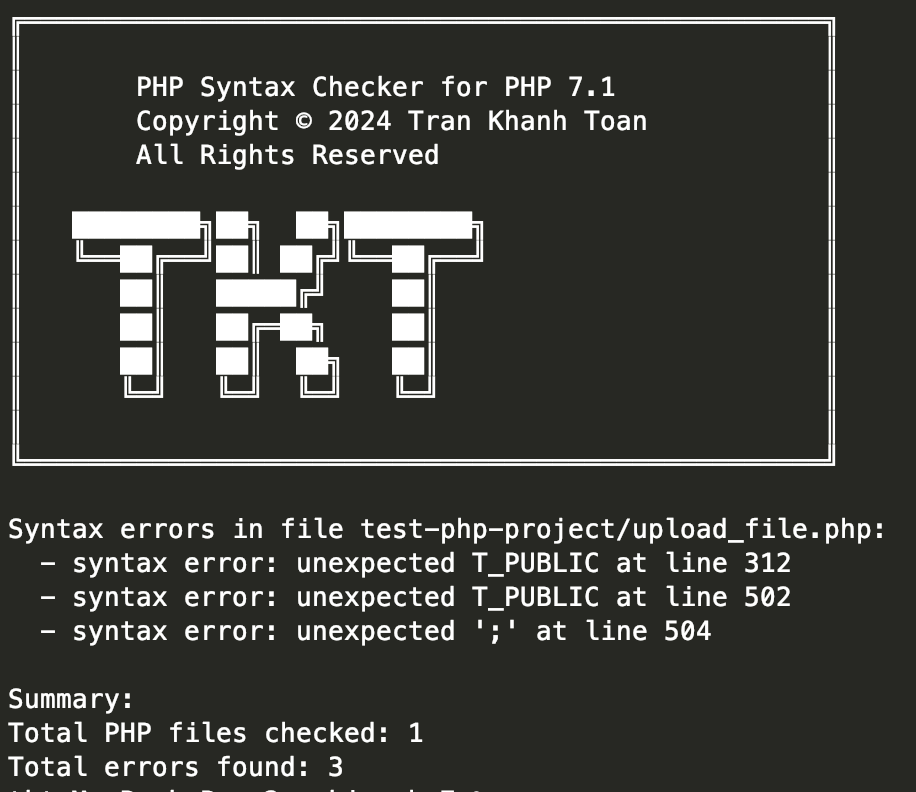 PHP Syntax Checker for PHP 7.1
Copyright © 2024 Tran Khanh Toan
All Rights Reserved
TKT
Syntax errors in file test-php-project/upload_file.php:
- syntax error: unexpected T_PUBLIC at line 312
- syntax error: unexpected T_PUBLIC at line 502
- syntax error: unexpected ';' at line 504
Summary:
Total PHP files checked: 1
Total errors found: 3